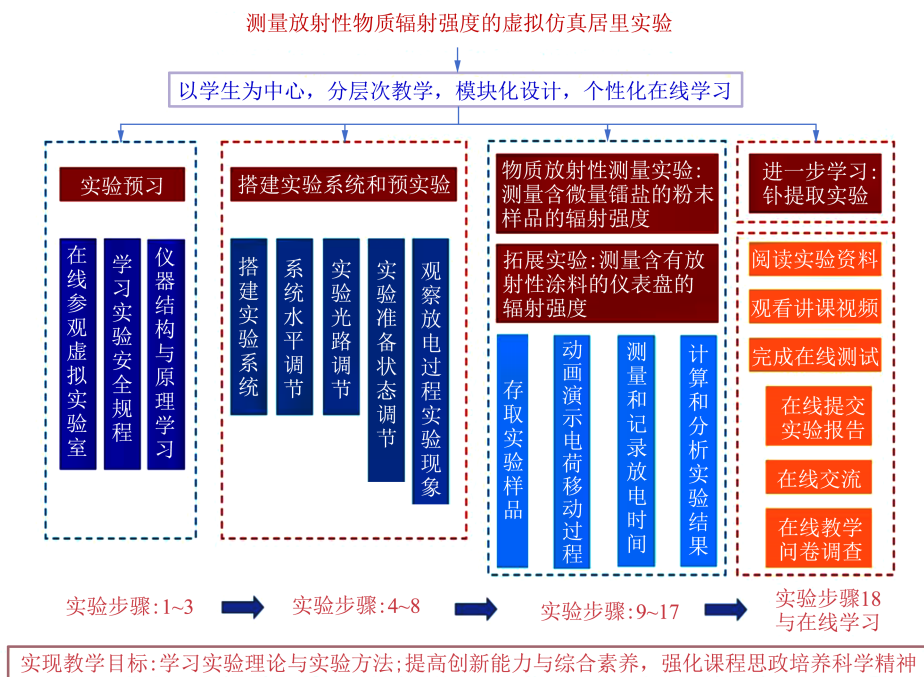 测量放射性物质辐射强度的虚拟仿真居里实验
以学生为中心，分层次教学，模块化设计，个性化在线学习
实验预习
在线参观虚拟实验室
学习实验安全规程
仪器结构与原理学习
搭建实验系统和预实验
搭建实验系统
系统水平调节
实验光路调节
实验准备状态调节
观察放电过程实验现象
物质放射性测量实验:
测量含微量镭盐的粉末
样品的辐射强度
拓展实验:测量含有放
射性涂料的仪表盘的
辐射强度
存取实验样品
动画演示电荷移动过程
测量和记录放电时间
计算和分析实验结果
进一步学习:
钋提取实验
阅读实验资料
观看讲课视频
完成在线测试
在线提交
实验报告
在线交流
在线教学
问卷调查
实验步骤:1~3
实验步骤:4~8
实验步骤:9~17
实验步骤18
与在线学习
实现教学目标:学习实验理论与实验方法;提高创新能力与综合素养，强化课程思政培养科学精神